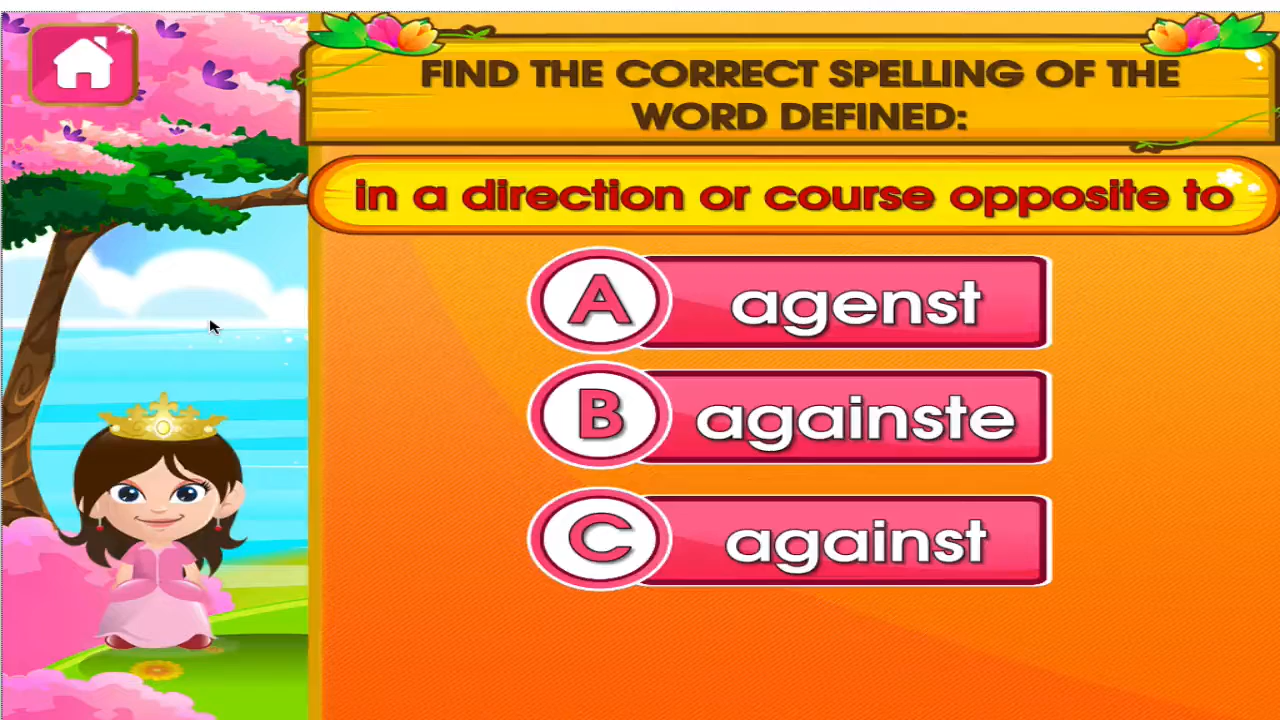 FIND THE CORRECT SPELLING OF THE
WORD DEFINED:
in a direction or course opposite to
A agenst
B againste
C against